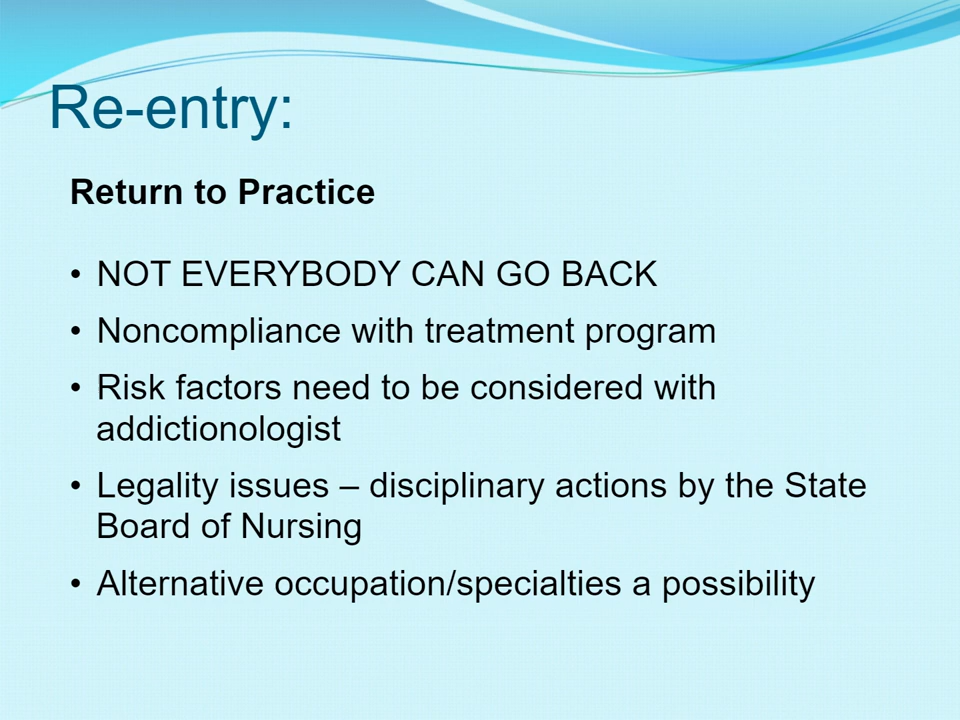 Re-entry:
Return to Practice
• NOT EVERYBODY CAN GO BACK
• Noncompliance with treatment program
• Risk factors need to be considered with
addictionologist
• Legality issues – disciplinary actions by the State
Board of Nursing
• Alternative occupation/specialties a possibility